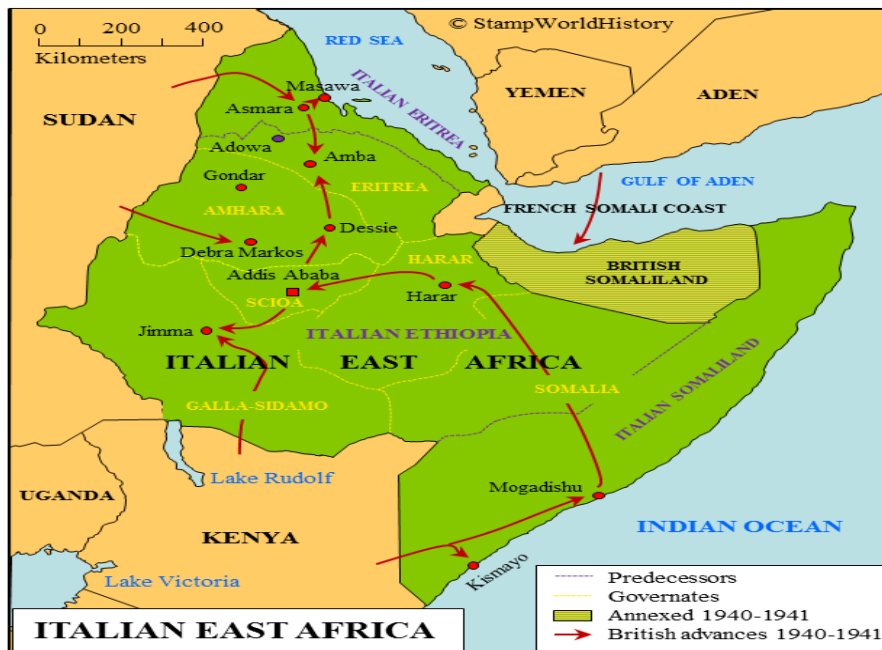 0 200 400
Kilometers
© StampWorldHistory
RED SEA
Masawa
ITALIAN ERITREA
YEMEN
ADEN
Asmara
SUDAN
Adowa
Amba
Gondar
ERITREA
GULF OF ADEN
AMHARA
FRENCH SOMALI COAST
Dessie
Debra Markos
HARAR
BRITISH
SOMALILAND
Addis Ababa
Harar
SCIOA
Jimma
ITALIAN ETHIOPIA
ITALIAN EAST AFRICA
SOMALIA
ITALIAN SOMALILAND
GALLA-SIDAMO
Lake Rudolf
Mogadishu
UGANDA
INDIAN OCEAN
KENYA
Kismayo
Lake Victoria
Predecessors
Governates
Annexed 1940-1941
British advances 1940-1941
ITALIAN EAST AFRICA